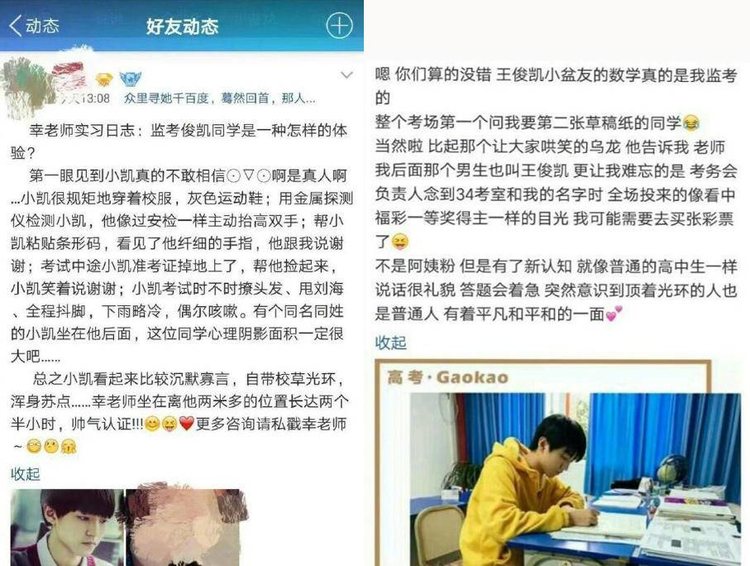 动态
好友动态
13:08
众里寻她千百度，蓦然回首，那人...
幸老师实习日志：监考俊凯同学是一种怎样的体
验？
第一眼见到小凯真的不敢相信⊙▽⊙啊是真人啊
...小凯很规矩地穿着校服，灰色运动鞋；用金属探测
仪检测小凯，他像过安检一样主动抬高双手；帮小
凯粘贴条形码，看见了他纤细的手指，他跟我说谢
谢；考试中途小凯准考证掉地上了，帮他捡起来，
小凯笑着说谢谢；小凯考试时不时撩头发、甩刘海
、全程抖脚，下雨略冷，偶尔咳嗽。有个同名同姓
的小凯坐在他后面，这位同学心理阴影面积一定很
大吧......
总之小凯看起来比较沉默寡言，自带校草光环，
浑身苏点......幸老师坐在离他两米多的位置长达两个
半小时，帅气认证!!!😊😝❤️更多咨询请私戳幸老师
～😁😗🤗
收起
嗯 你们算的没错 王俊凯小盆友的数学真的是我监考
的
整个考场第一个问我要第二张草稿纸的同学😂
当然啦 比起那个让大家哄笑的乌龙 他告诉我 老师
我后面那个男生也叫王俊凯 更让我难忘的是 考务会
负责人念到34考室和我的名字时 全场投来的像看中
福彩一等奖得主一样的目光 我可能需要去买张彩票
了😝
不是阿姨粉 但是有了新认知 就像普通的高中生一样
说话很礼貌 答题会着急 突然意识到顶着光环的人也
是普通人 有着平凡和平和的一面💕
收起
高考·Gaokao